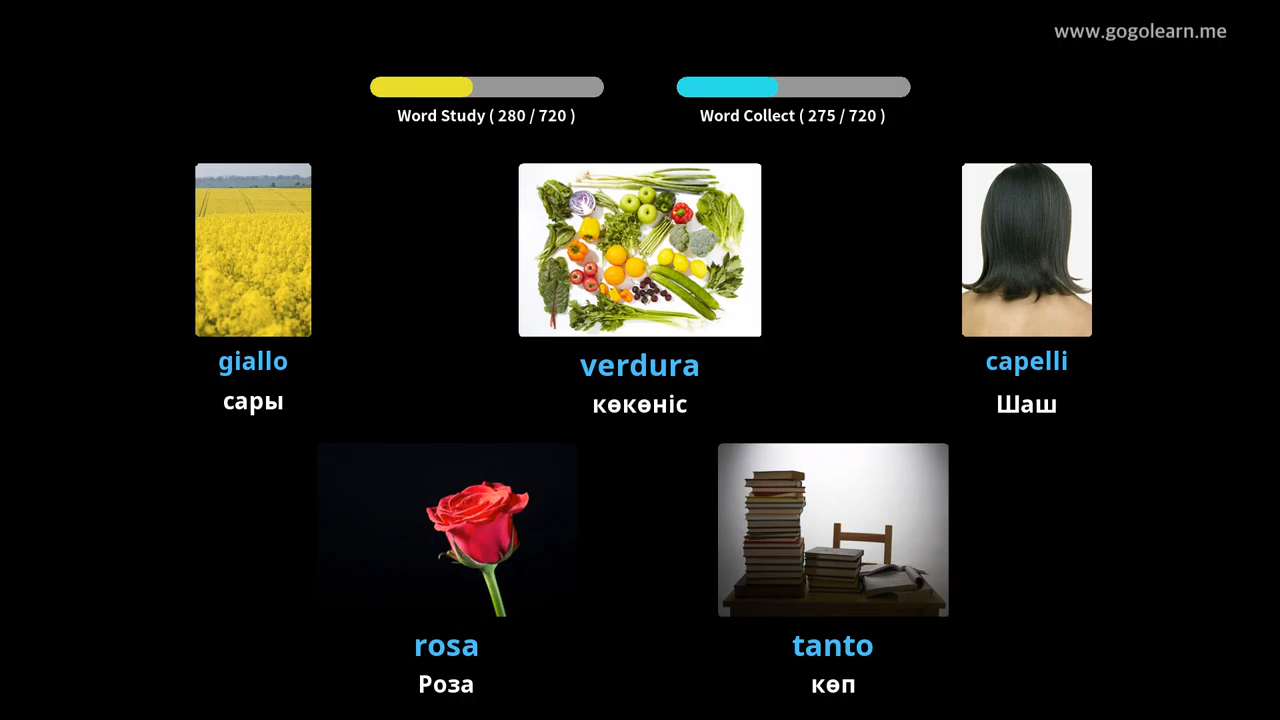 www.gogolearn.me
Word Study ( 280 / 720 )
Word Collect ( 275 / 720 )
giallo
сары
verdura
көкөніс
capelli
Шаш
rosa
Роза
tanto
көп